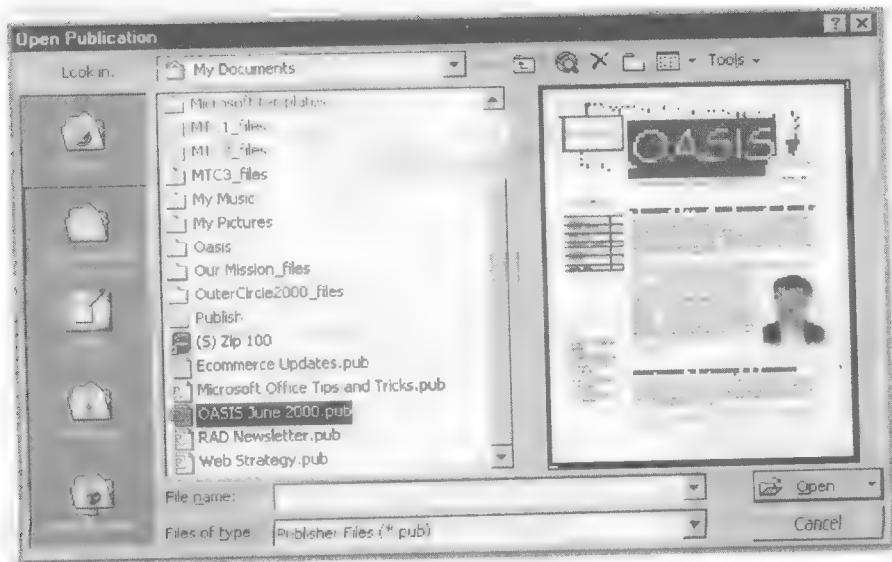 Open Publication
Look in:
My Documents
Tools
Microsoft templates
MTC3_files
My Music
My Pictures
Oasis
Our Mission_files
OuterCircle2000_files
Publish
(S) Zip 100
Ecommerce Updates.pub
Microsoft Office Tips and Tricks.pub
OASIS June 2000.pub
RAD Newsletter.pub
Web Strategy.pub
OASIS
File name:
Open
Files of type
Publisher Files (*.pub)
Cancel